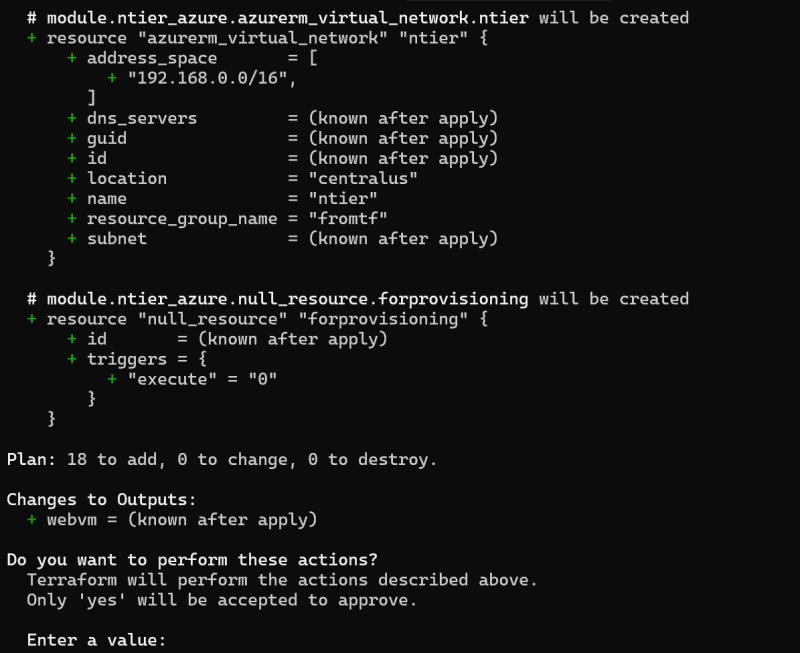 # module.ntier_azure.azurerm_virtual_network.ntier will be created
+ resource "azurerm_virtual_network" "ntier" {
+ address_space       = [
+ "192.168.0.0/16",
]
+ dns_servers         = (known after apply)
+ guid                = (known after apply)
+ id                  = (known after apply)
+ location            = "centralus"
+ name                = "ntier"
+ resource_group_name = "fromtf"
+ subnet              = (known after apply)
}
# module.ntier_azure.null_resource.forprovisioning will be created
+ resource "null_resource" "forprovisioning" {
+ id       = (known after apply)
+ triggers = {
+ "execute" = "0"
}
}
Plan: 18 to add, 0 to change, 0 to destroy.
Changes to Outputs:
+ webvm = (known after apply)
Do you want to perform these actions?
Terraform will perform the actions described above.
Only 'yes' will be accepted to approve.
Enter a value: